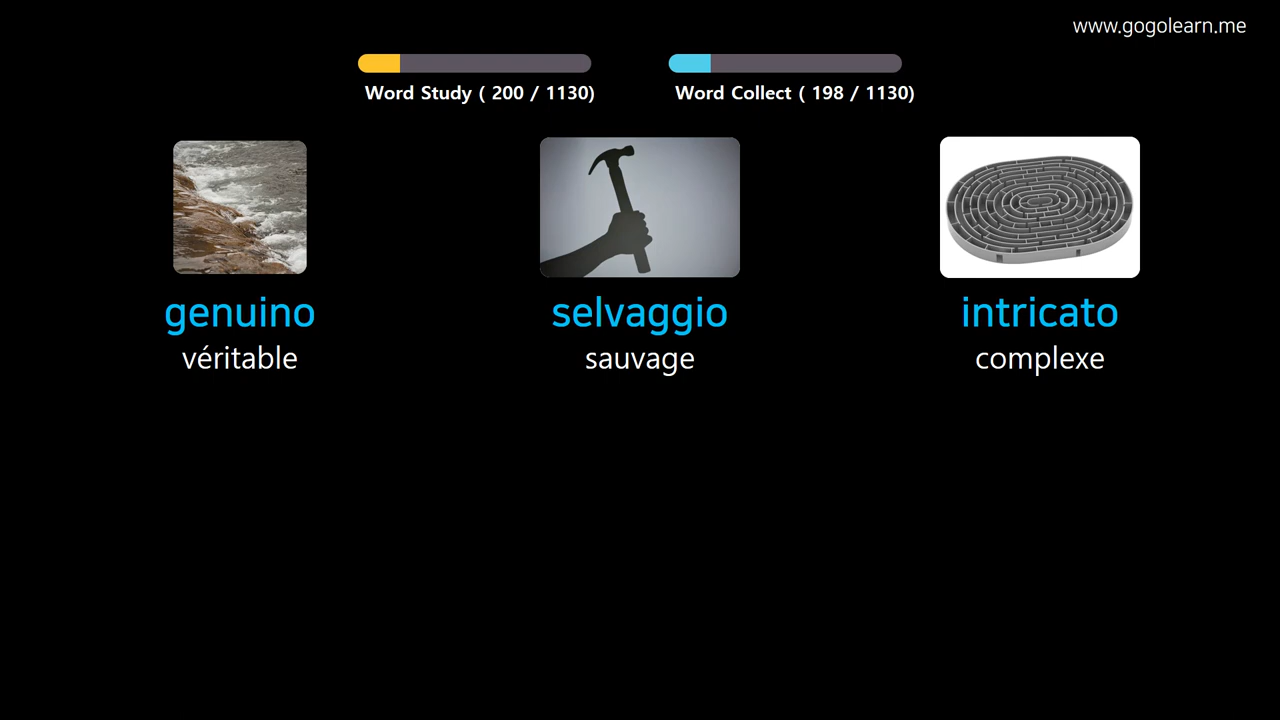 www.gogolearn.me
Word Study ( 200 / 1130)
Word Collect ( 198 / 1130)
genuino
véritable
selvaggio
sauvage
intricato
complexe